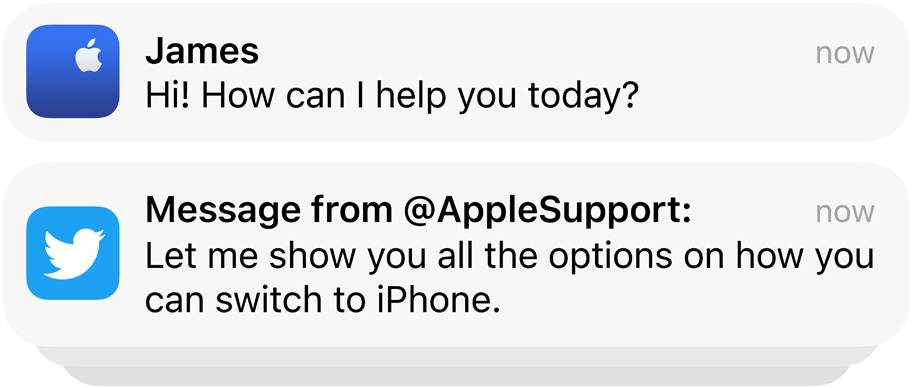 James
now
Hi! How can I help you today?
Message from @AppleSupport:
now
Let me show you all the options on how you
can switch to iPhone.